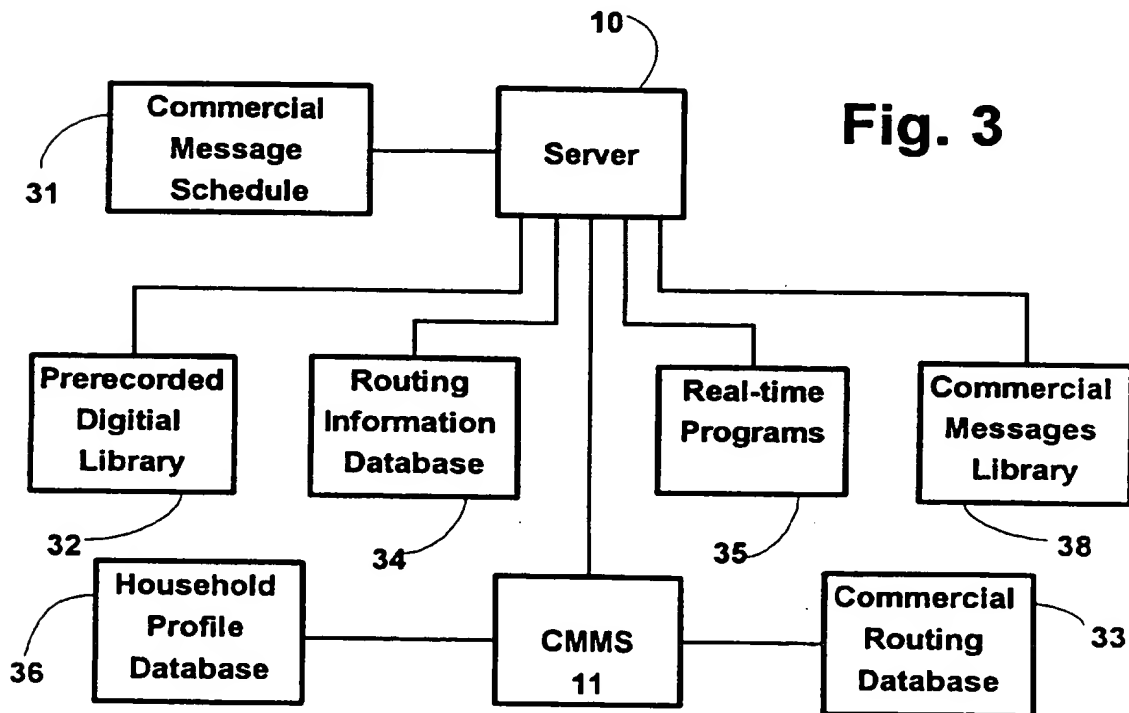 10
Commercial
Message
Schedule
31
Server
Fig. 3
Prerecorded
Digitial
Library
32
Routing
Information
Database
34
Real-time
Programs
35
Commercial
Messages
Library
38
Household
Profile
Database
36
CMMS
11
Commercial
Routing
Database
33